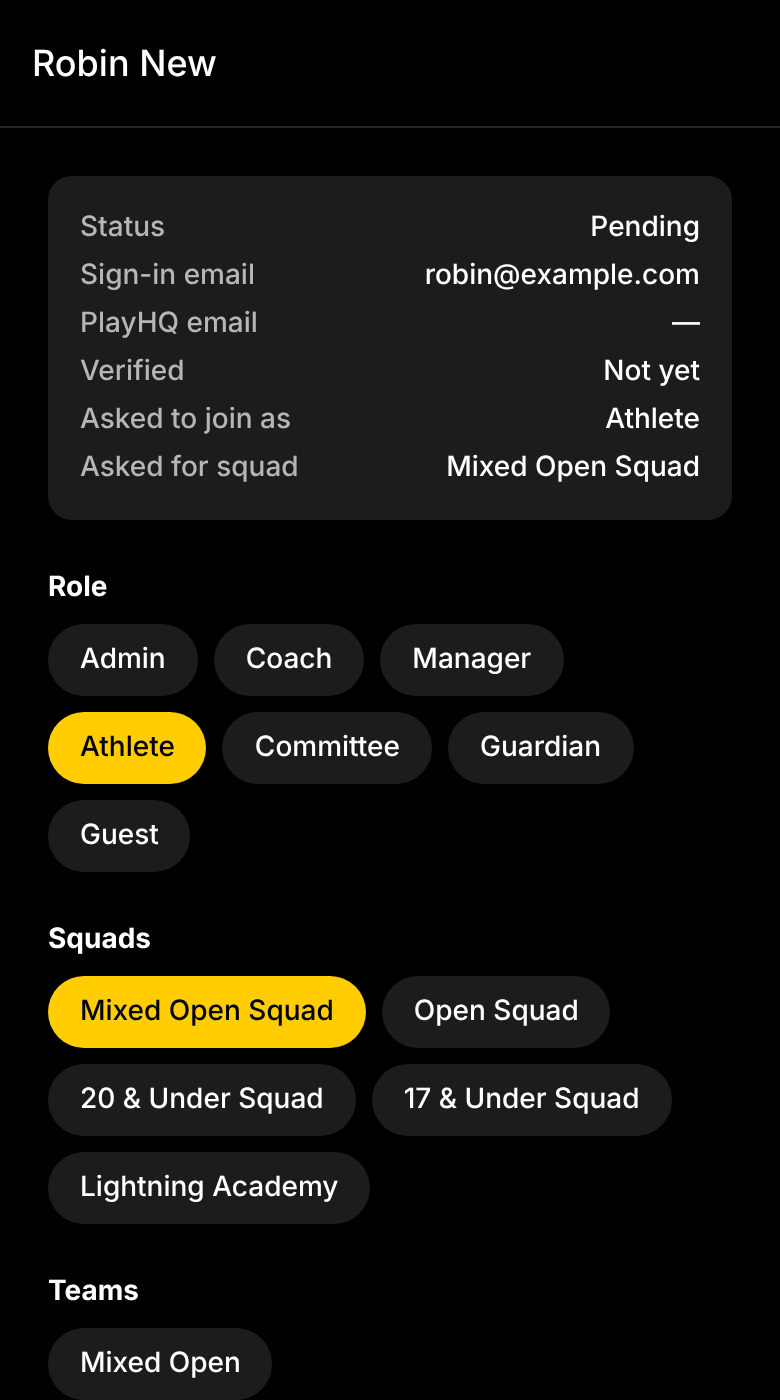 Robin New
Status Pending
Sign-in email robin@example.com
PlayHQ email —
Verified Not yet
Asked to join as Athlete
Asked for squad Mixed Open Squad
Role
Admin Coach Manager
Athlete Committee Guardian
Guest
Squads
Mixed Open Squad Open Squad
20 & Under Squad 17 & Under Squad
Lightning Academy
Teams
Mixed Open